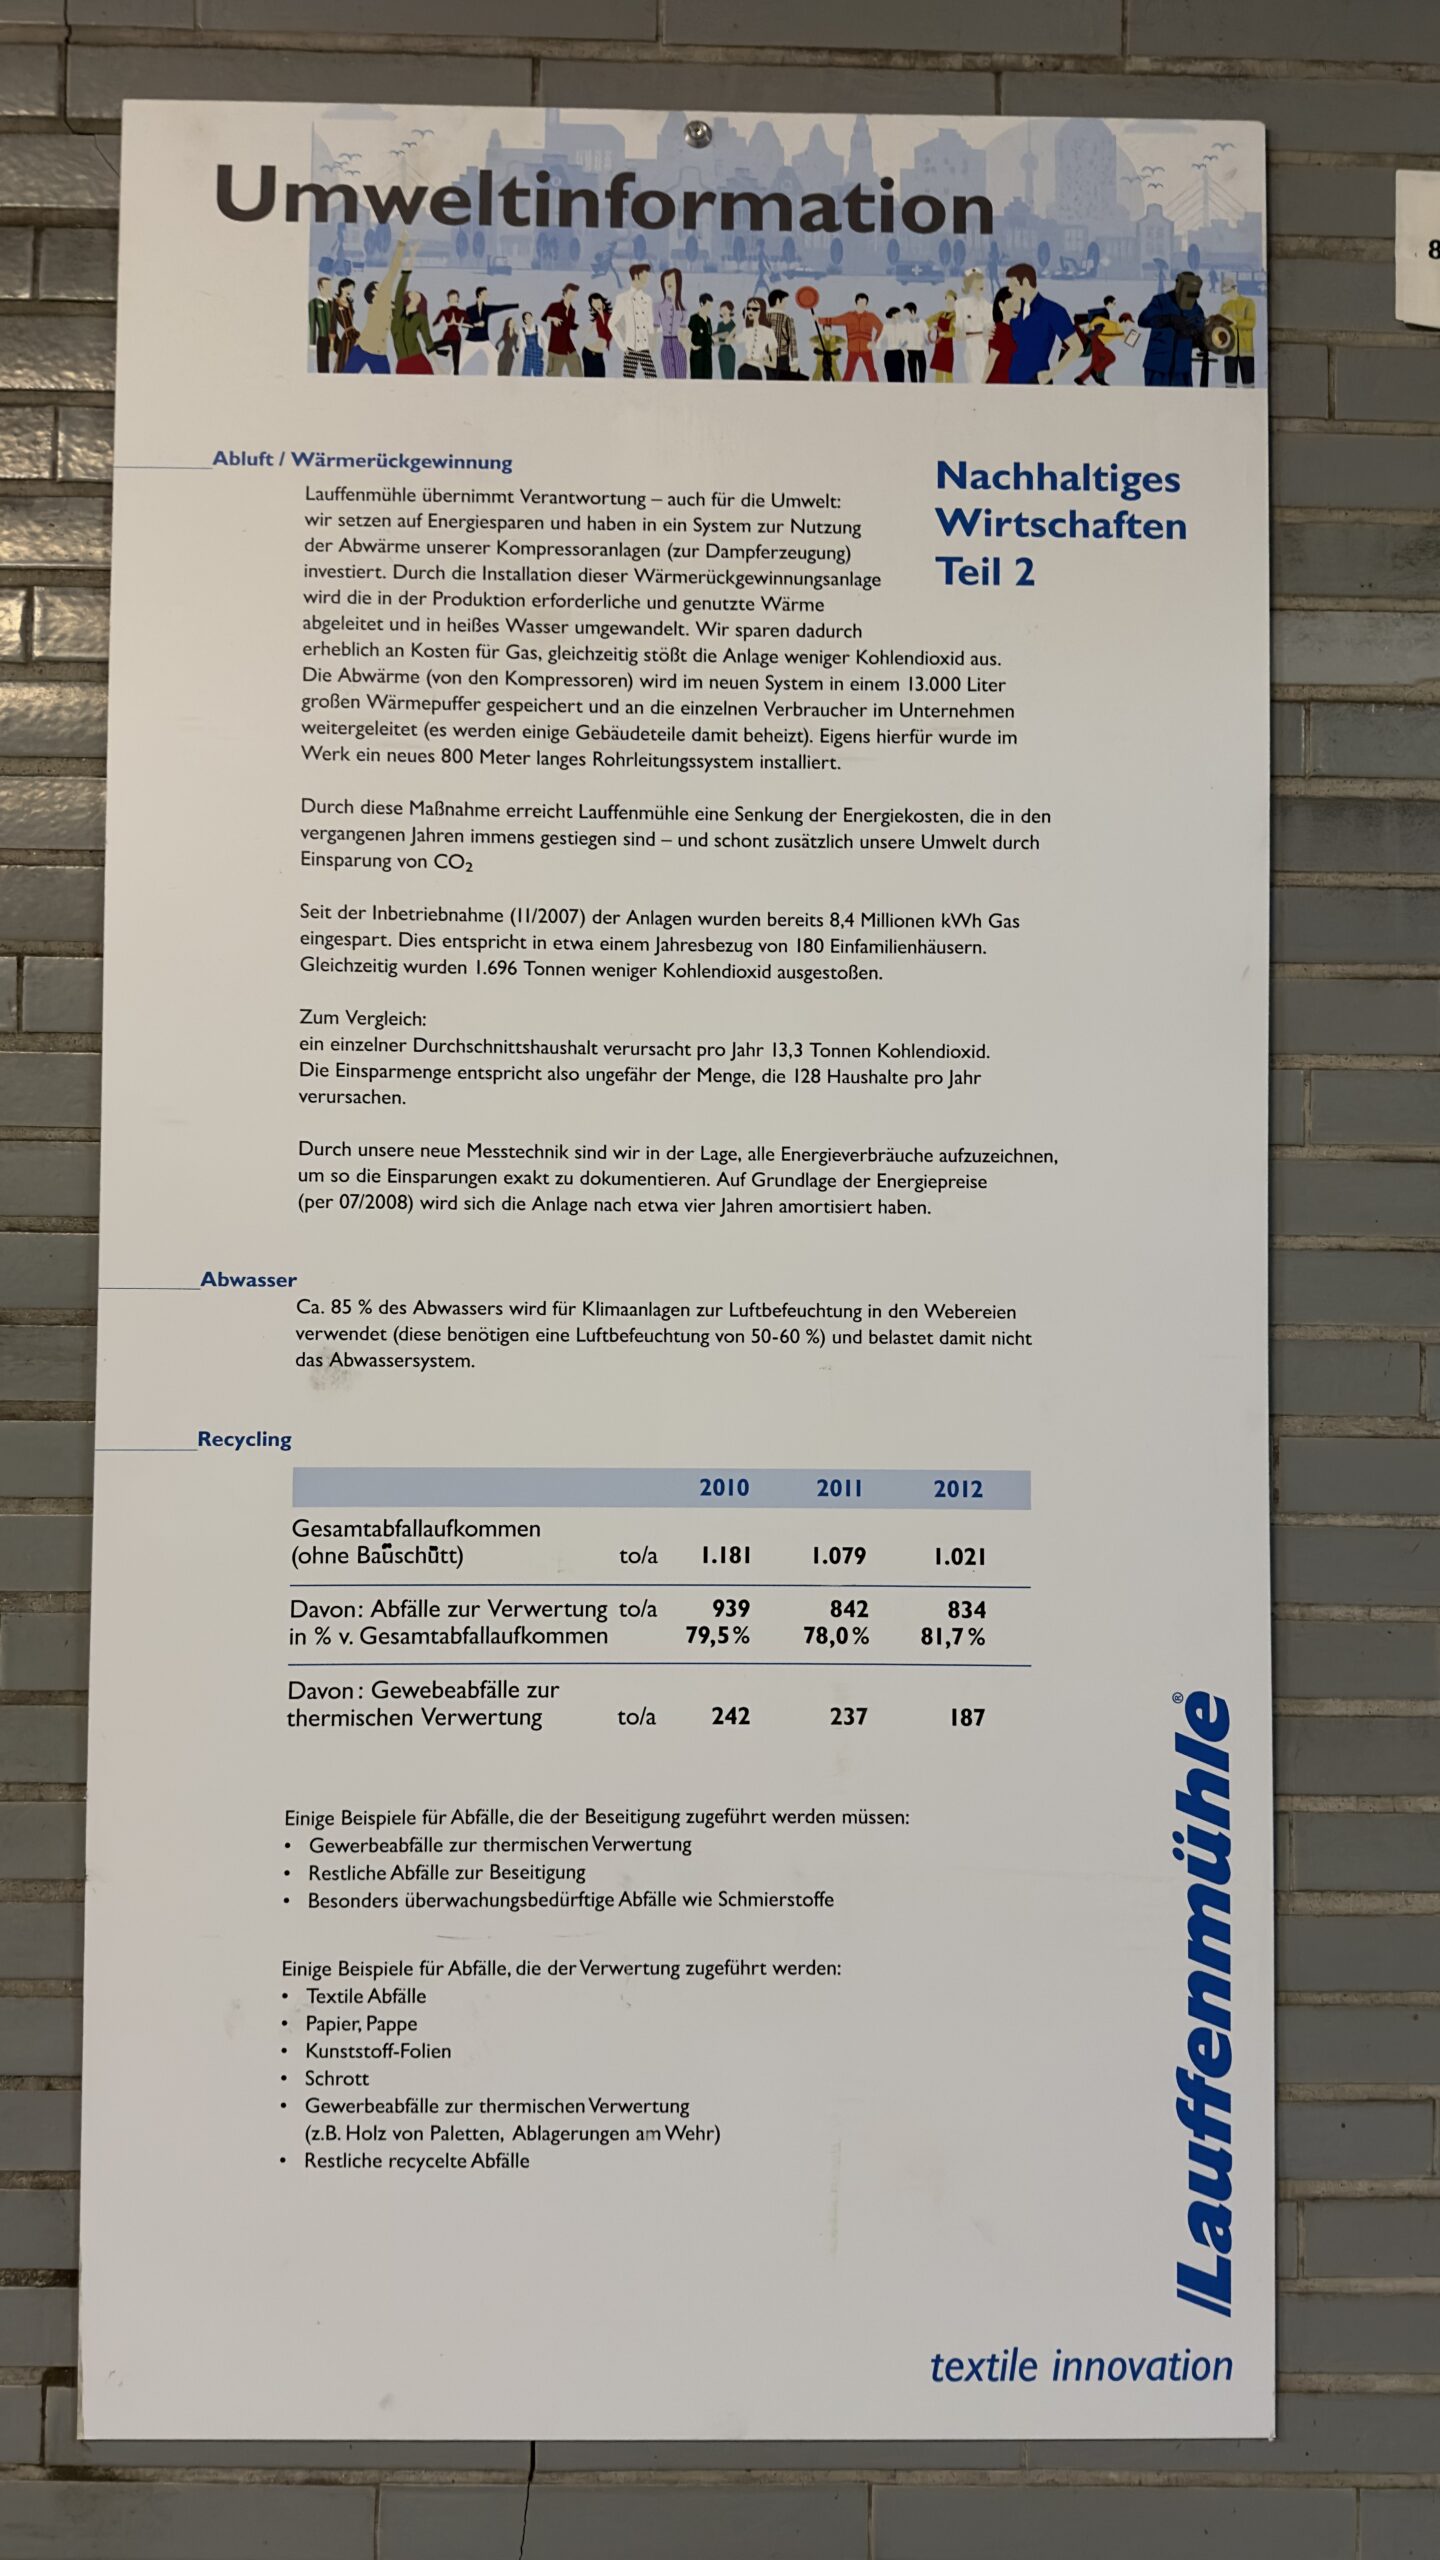 Umweltinformation
Nachhaltiges
Wirtschaften
Teil 2
Abluft / Wärmerückgewinnung
Lauffenmühle übernimmt Verantwortung – auch für die Umwelt:
wir setzen auf Energiesparen und haben in ein System zur Nutzung
der Abwärme unserer Kompressoranlagen (zur Dampferzeugung)
investiert. Durch die Installation dieser Wärmerückgewinnungsanlage
wird die in der Produktion erforderliche und genutzte Wärme
abgeleitet und in heißes Wasser umgewandelt. Wir sparen dadurch
erheblich an Kosten für Gas, gleichzeitig stößt die Anlage weniger Kohlendioxid aus.
Die Abwärme (von den Kompressoren) wird im neuen System in einem 13.000 Liter
großen Wärmepuffer gespeichert und an die einzelnen Verbraucher im Unternehmen
weitergeleitet (es werden einige Gebäudeteile damit beheizt). Eigens hierfür wurde im
Werk ein neues 800 Meter langes Rohrleitungssystem installiert.
Durch diese Maßnahme erreicht Lauffenmühle eine Senkung der Energiekosten, die in den
vergangenen Jahren immens gestiegen sind – und schont zusätzlich unsere Umwelt durch
Einsparung von CO₂
Seit der Inbetriebnahme (11/2007) der Anlagen wurden bereits 8,4 Millionen kWh Gas
eingespart. Dies entspricht in etwa einem Jahresbezug von 180 Einfamilienhäusern.
Gleichzeitig wurden 1.696 Tonnen weniger Kohlendioxid ausgestoßen.
Zum Vergleich:
ein einzelner Durchschnittshaushalt verursacht pro Jahr 13,3 Tonnen Kohlendioxid.
Die Einsparmenge entspricht also ungefähr der Menge, die 128 Haushalte pro Jahr
verursachen.
Durch unsere neue Messtechnik sind wir in der Lage, alle Energieverbräuche aufzuzeichnen,
um so die Einsparungen exakt zu dokumentieren. Auf Grundlage der Energiepreise
(per 07/2008) wird sich die Anlage nach etwa vier Jahren amortisiert haben.
Abwasser
Ca. 85 % des Abwassers wird für Klimaanlagen zur Luftbefeuchtung in den Webereien
verwendet (diese benötigen eine Luftbefeuchtung von 50-60 %) und belastet damit nicht
das Abwassersystem.
Recycling
2010 2011 2012
Gesamtabfallaufkommen
(ohne Baüschütt) to/a 1.181 1.079 1.021
Davon: Abfälle zur Verwertung to/a 939 842 834
in % v. Gesamtabfallaufkommen 79,5% 78,0% 81,7%
Davon: Gewebeabfälle zur
thermischen Verwertung to/a 242 237 187
Einige Beispiele für Abfälle, die der Beseitigung zugeführt werden müssen:
• Gewerbeabfälle zur thermischen Verwertung
• Restliche Abfälle zur Beseitigung
• Besonders überwachungsbedürftige Abfälle wie Schmierstoffe
Einige Beispiele für Abfälle, die der Verwertung zugeführt werden:
• Textile Abfälle
• Papier, Pappe
• Kunststoff-Folien
• Schrott
• Gewerbeabfälle zur thermischen Verwertung
(z.B. Holz von Paletten, Ablagerungen am Wehr)
• Restliche recycelte Abfälle
Lauffenmühle®
textile innovation
8